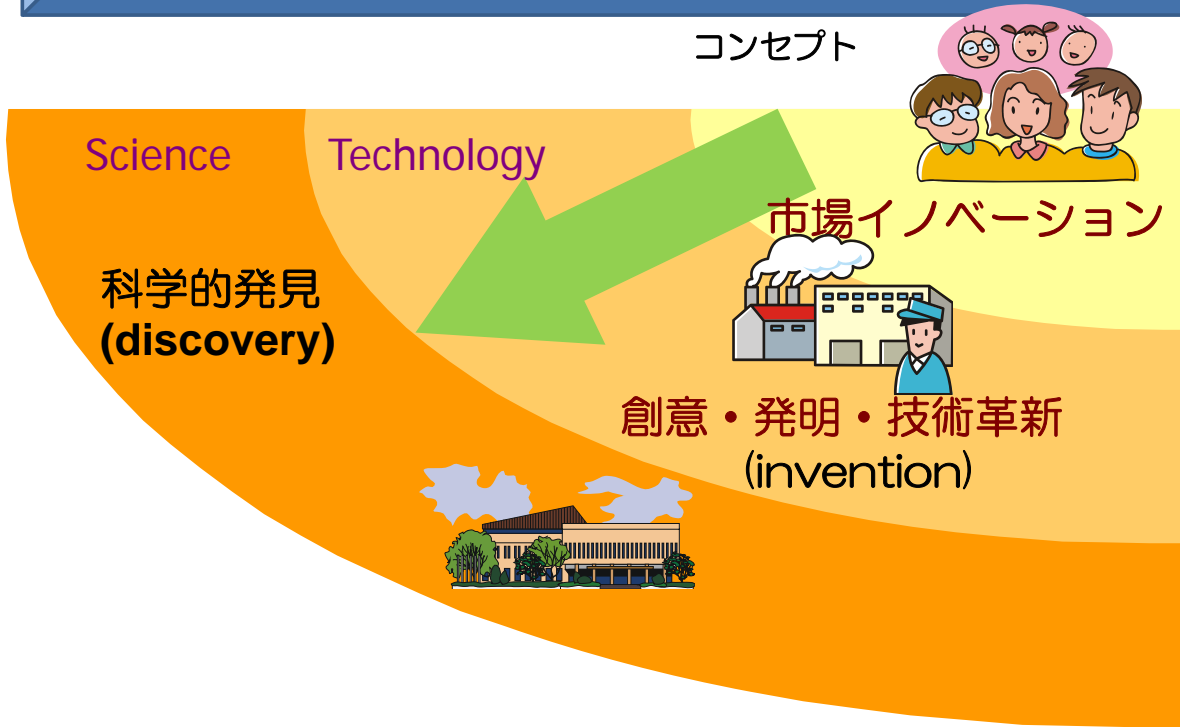 コンセプト
Science
Technology
市場イノベーション
科学的発見
(discovery)
創意・発明・技術革新
(invention)